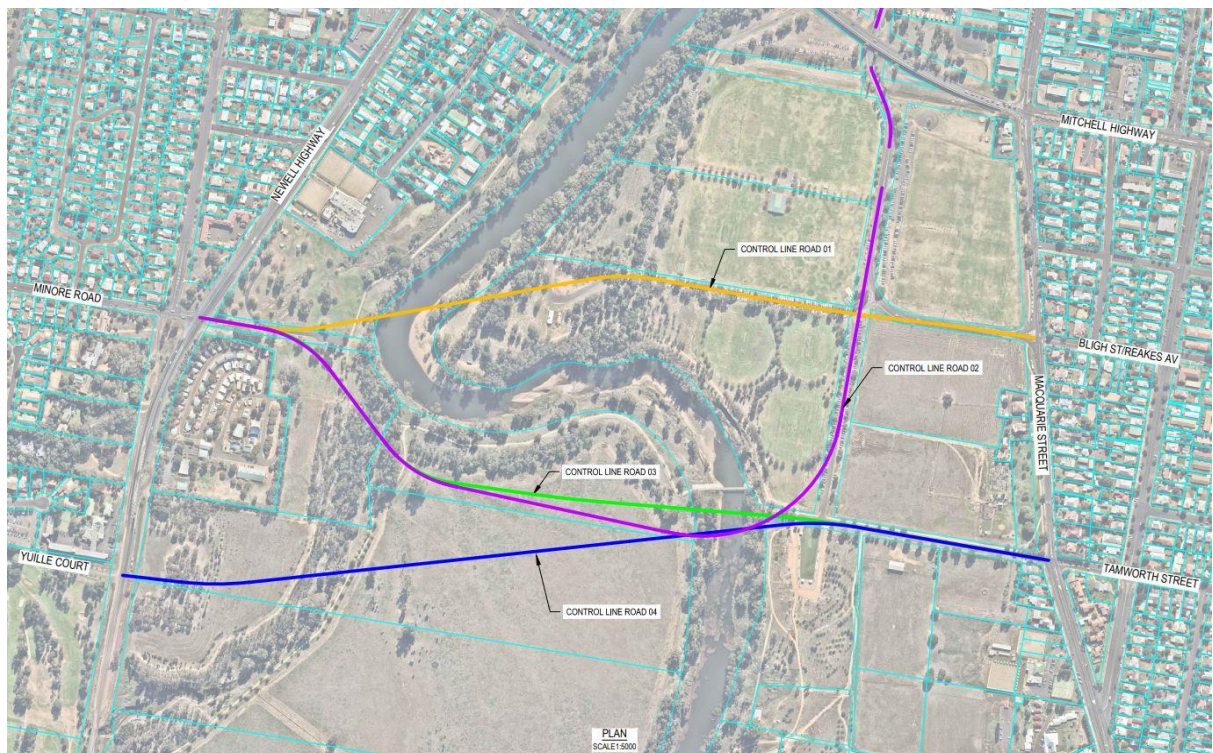 MITCHELL HIGHWAY
NEWELL HIGHWAY
CONTROL LINE ROAD 01
MINORE ROAD
BLIGH ST/REAKES AV
CONTROL LINE ROAD 02
MACQUARIE STREET
CONTROL LINE ROAD 03
YUILLE COURT
TAMWORTH STREET
CONTROL LINE ROAD 04
PLAN
SCALE1:5000